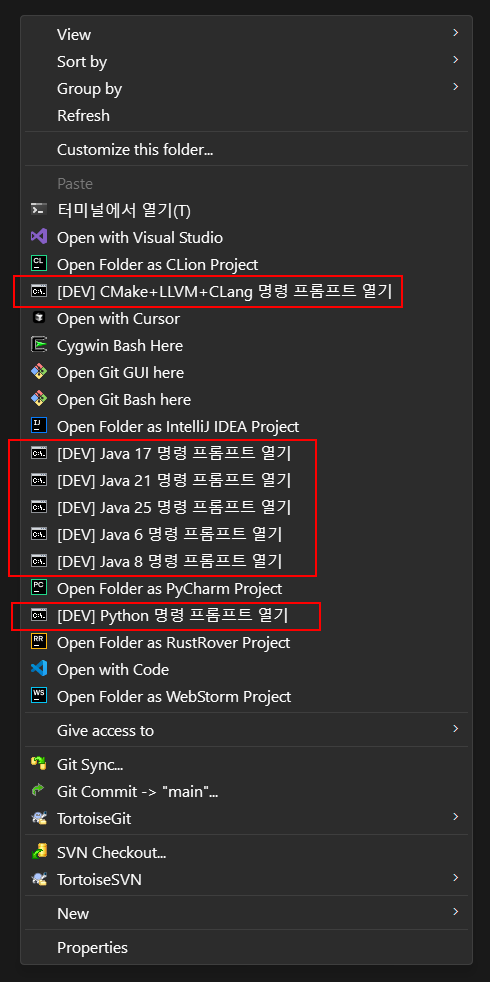 View
Sort by
Group by
Refresh
Customize this folder...
Paste
터미널에서 열기(T)
Open with Visual Studio
CL Open Folder as CLion Project
C:\. [DEV] CMake+LLVM+CLang 명령 프롬프트 열기
Open with Cursor
Cygwin Bash Here
Open Git GUI here
Open Git Bash here
IJ Open Folder as IntelliJ IDEA Project
C:\. [DEV] Java 17 명령 프롬프트 열기
C:\. [DEV] Java 21 명령 프롬프트 열기
C:\. [DEV] Java 25 명령 프롬프트 열기
C:\. [DEV] Java 6 명령 프롬프트 열기
C:\. [DEV] Java 8 명령 프롬프트 열기
PC Open Folder as PyCharm Project
C:\. [DEV] Python 명령 프롬프트 열기
RR Open Folder as RustRover Project
Open with Code
WS Open Folder as WebStorm Project
Give access to
Git Sync...
Git Commit -> "main"...
TortoiseGit
SVN Checkout...
TortoiseSVN
New
Properties